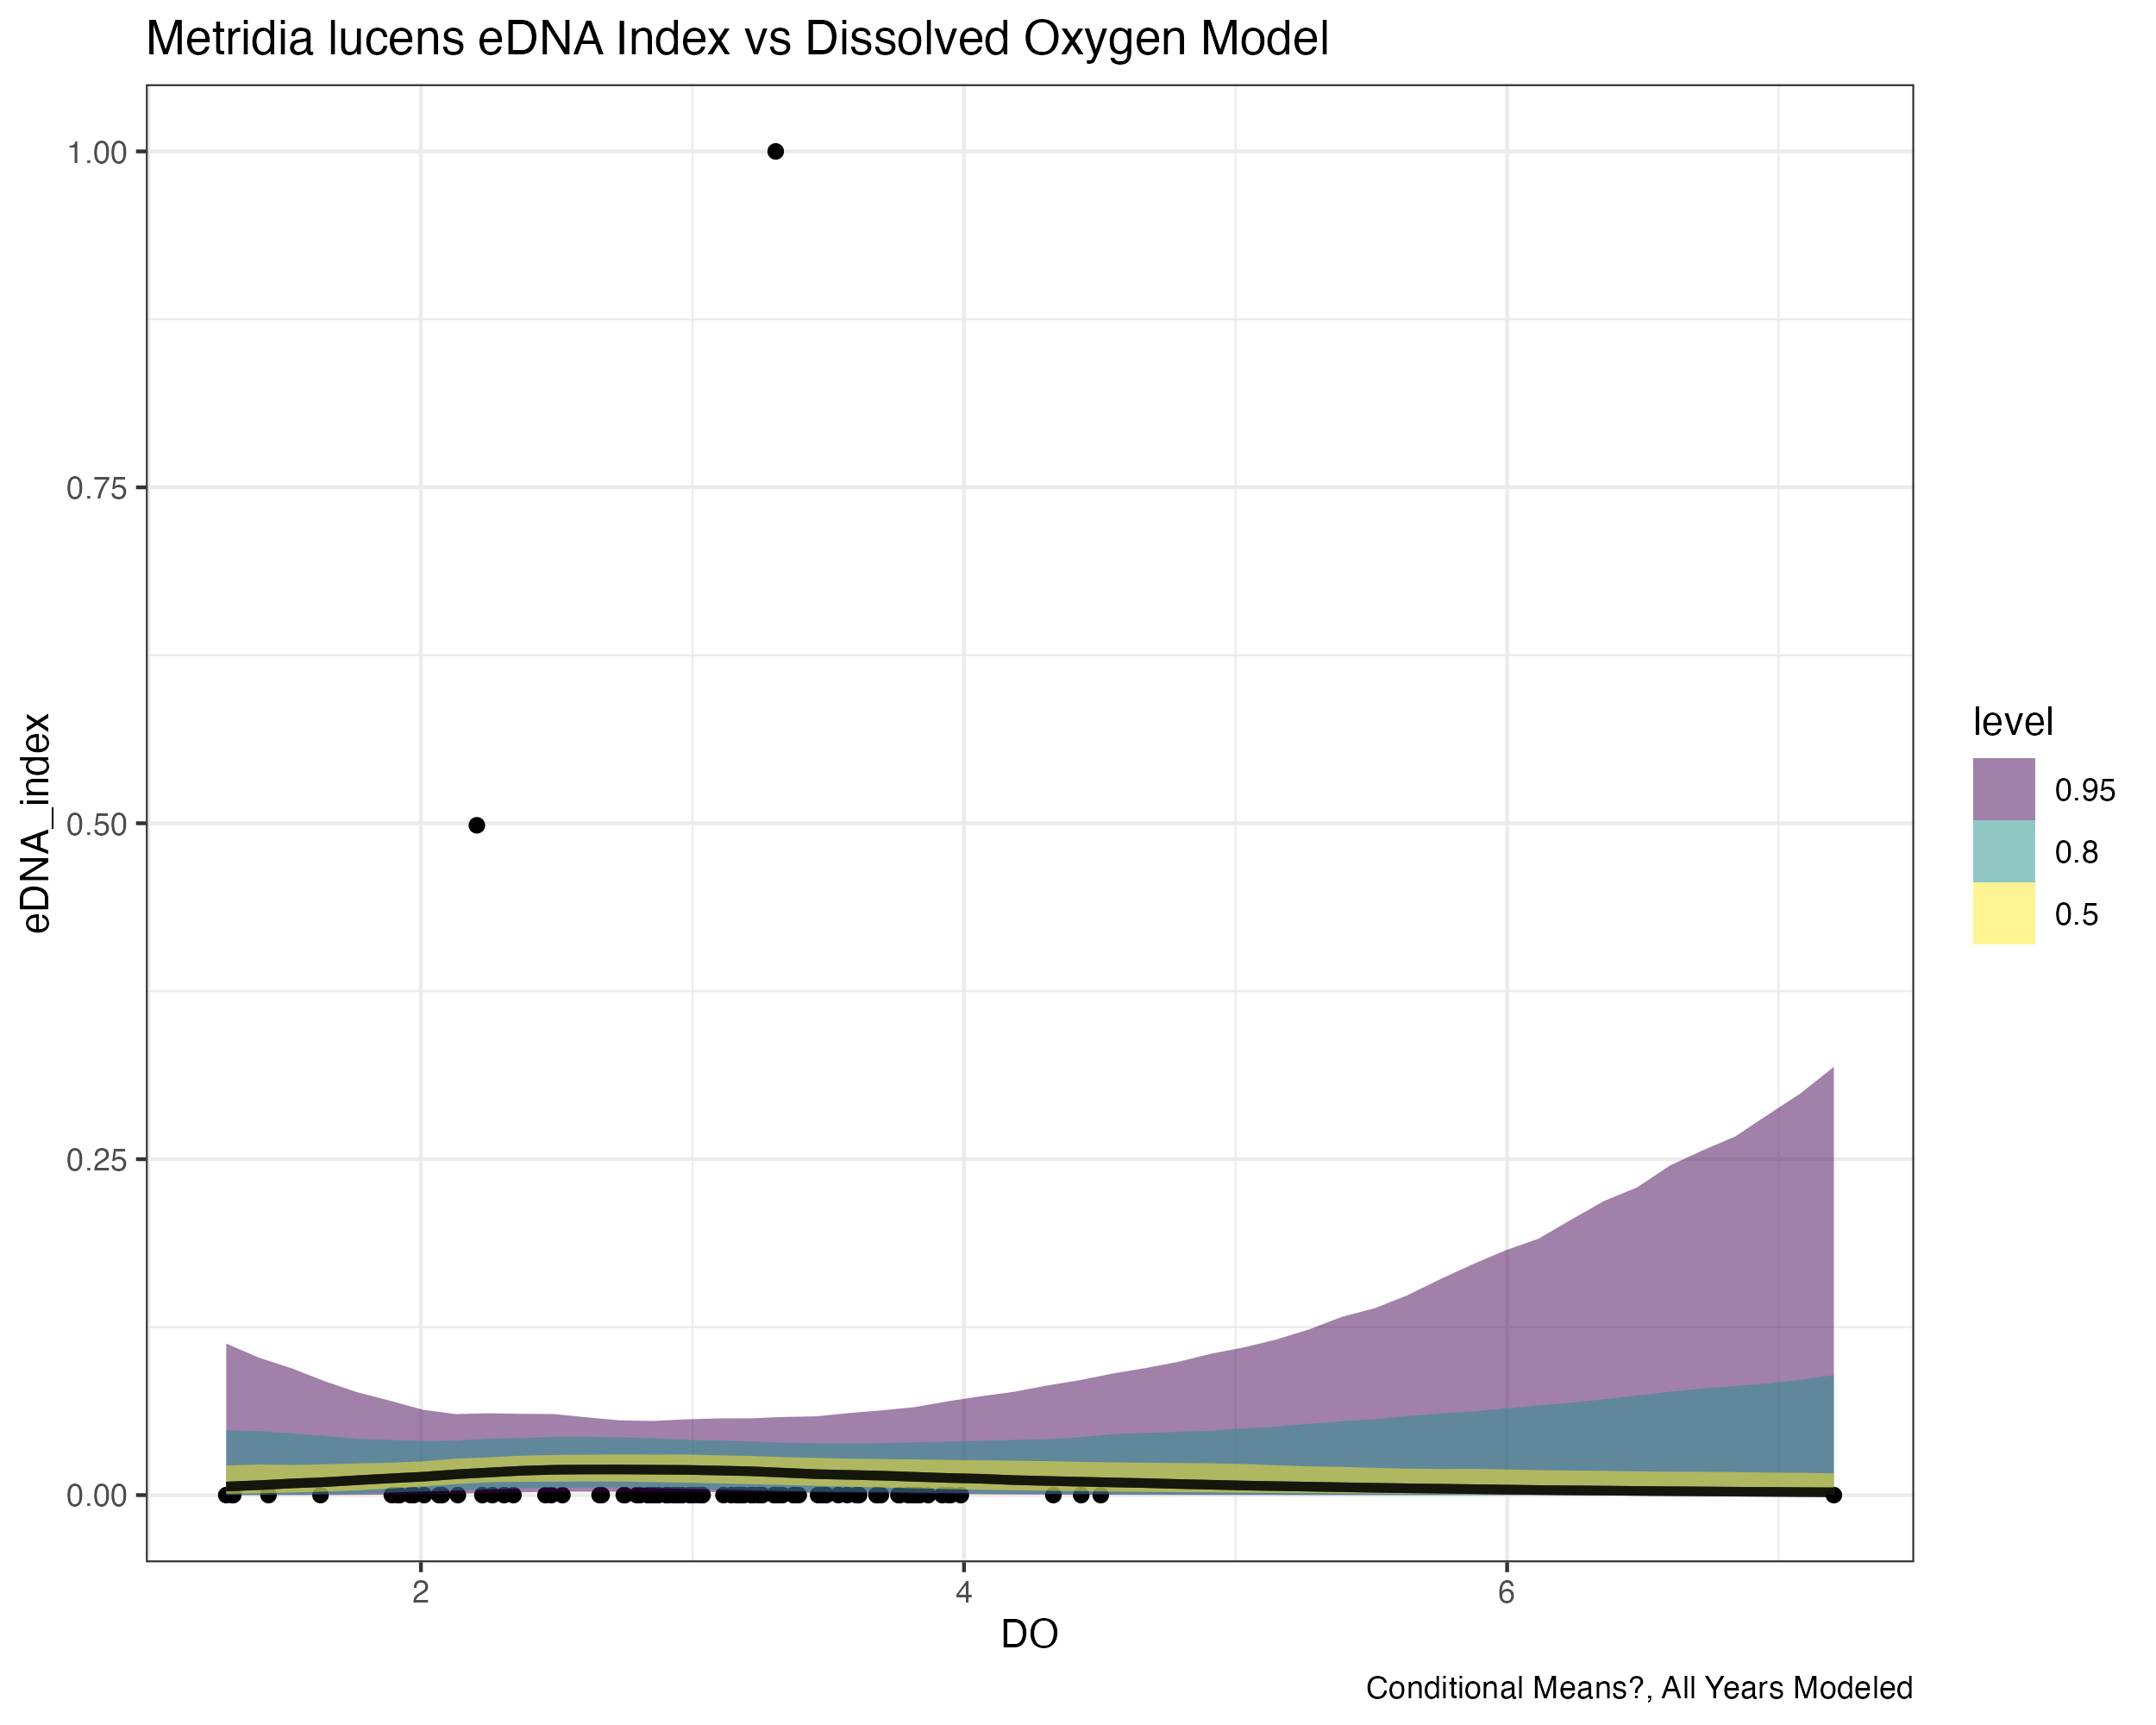 Metridia lucens eDNA Index vs Dissolved Oxygen Model
1.00
0.75
0.50
0.25
0.00
eDNA_index
2
4
6
DO
level
0.95
0.8
0.5
Conditional Means?, All Years Modeled